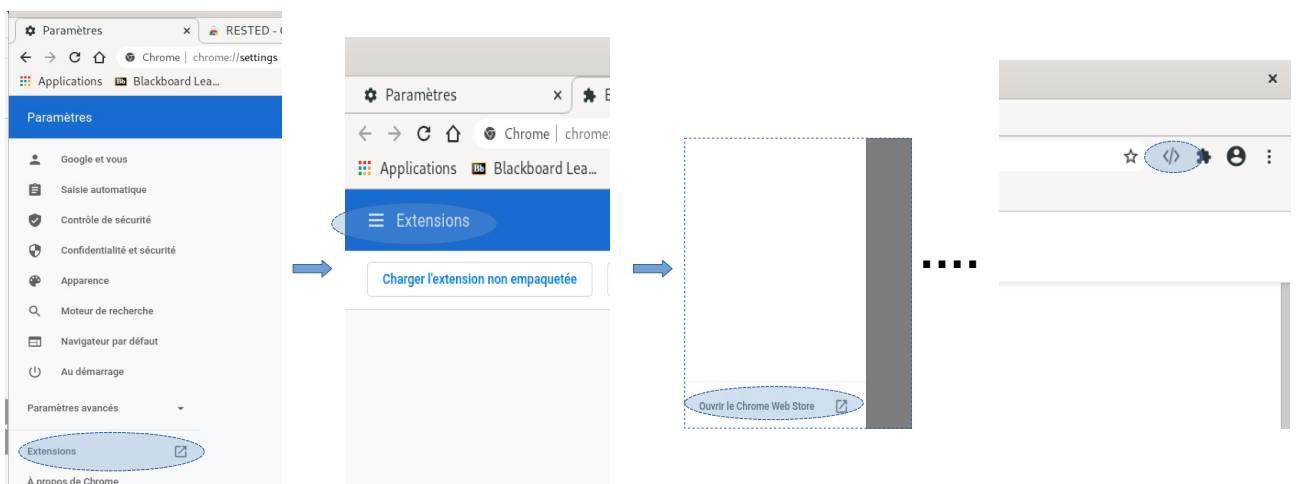 Paramètres
RESTED -
Chrome | chrome://settings
Applications
Bb
Blackboard Lea...
Paramètres
Google et vous
Saisie automatique
Contrôle de sécurité
Confidentialité et sécurité
Apparence
Moteur de recherche
Navigateur par défaut
Au démarrage
Paramètres avancés
Extensions
À propos de Chrome
Paramètres
E
Chrome | chrome:
Applications
Bb
Blackboard Lea...
Extensions
Charger l'extension non empaquetée
Ouvrir le Chrome Web Store
....